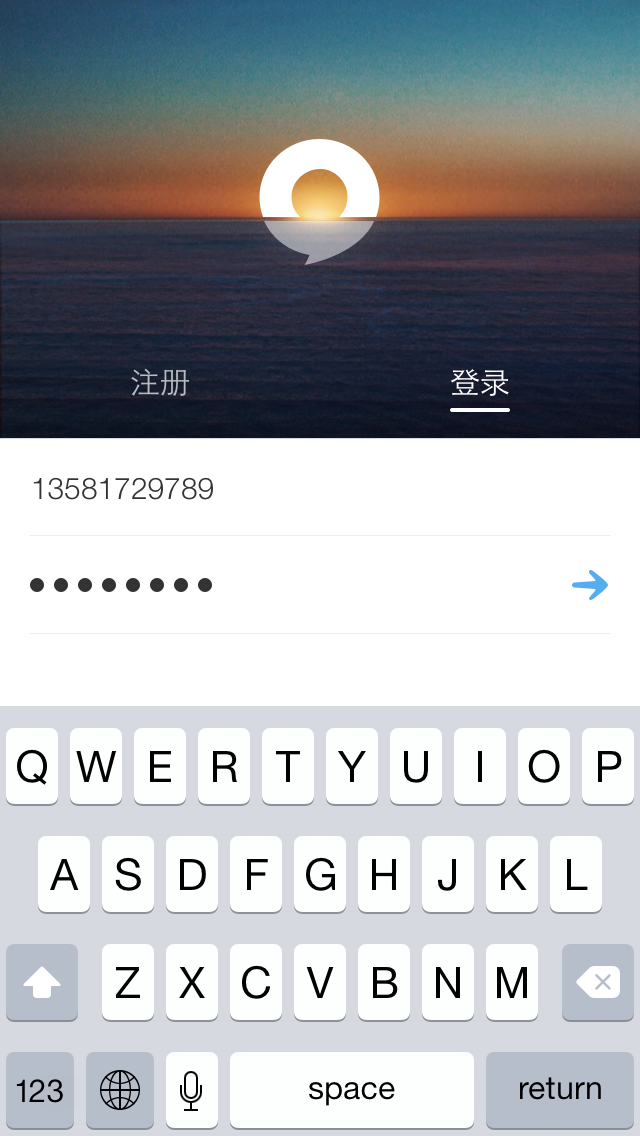 注册 登录
13581729789
••••••••
Q W E R T Y U I O P
A S D F G H J K L
Z X C V B N M
123 space return